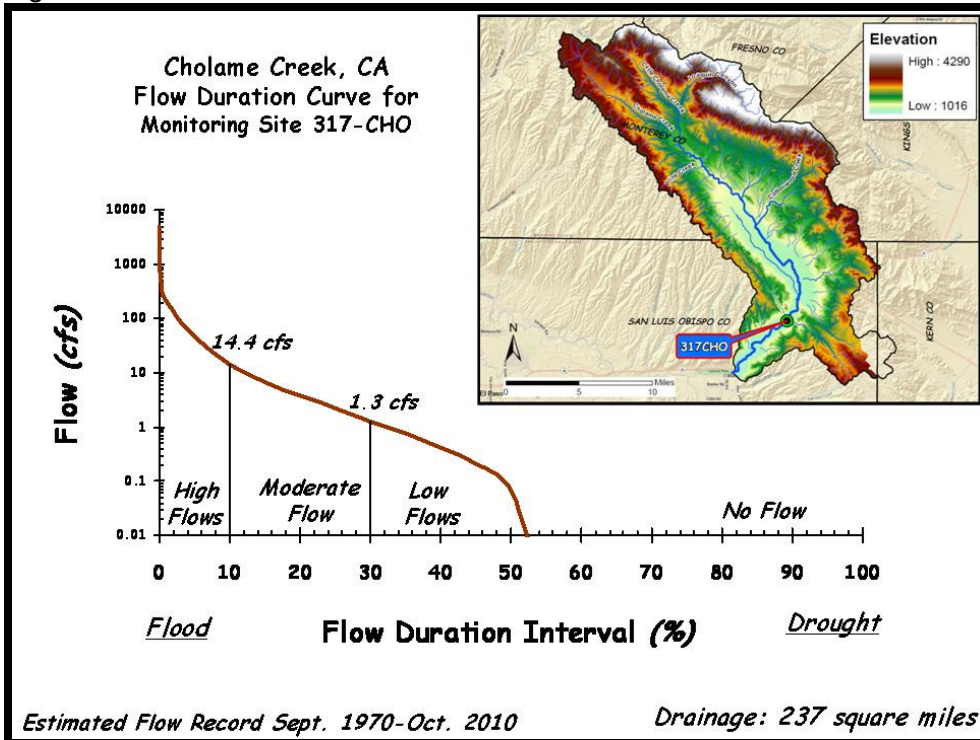 Cholame Creek, CA
Flow Duration Curve for
Monitoring Site 317-CHO
FRESNO CO
MONTEREY CO
Cholame Creek
KINGS
SAN LUIS OBISPO CO
KERN CO
317CHO
N
Miles
0 5 10
El Paso
Elevation
High : 4290
Low : 1016
Flow (cfs)
10000
1000
100
10
1
0.1
0.01
14.4 cfs
1.3 cfs
High
Flows
Moderate
Flow
Low
Flows
No Flow
0 10 20 30 40 50 60 70 80 90 100
Flood
Flow Duration Interval (%)
Drought
Estimated Flow Record Sept. 1970-Oct. 2010
Drainage: 237 square miles